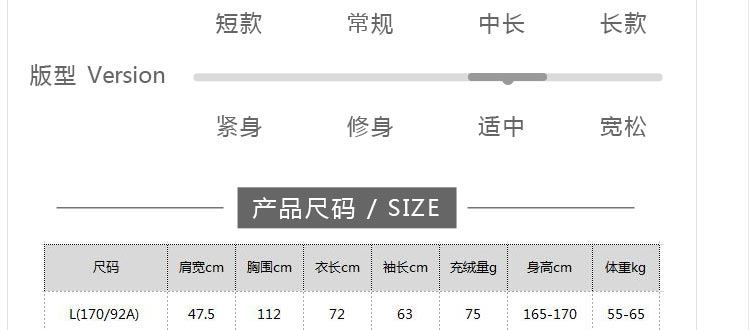 短款 常规 中长 长款
版型 Version
紧身 修身 适中 宽松
产品尺码 / SIZE
尺码 肩宽cm 胸围cm 衣长cm 袖长cm 充绒量g 身高cm 体重kg
L(170/92A) 47.5 112 72 63 75 165-170 55-65